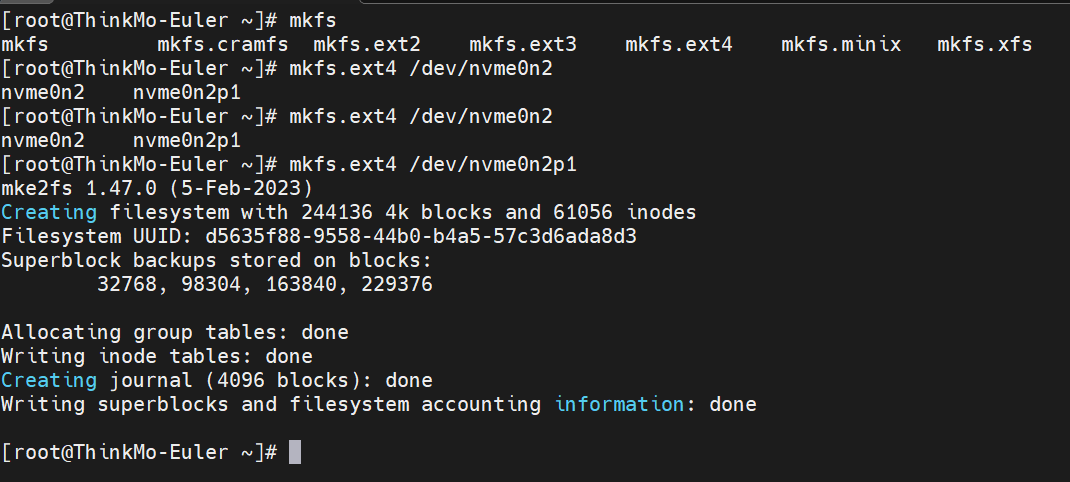 [root@ThinkMo-Euler ~]# mkfs
mkfs         mkfs.cramfs  mkfs.ext2    mkfs.ext3    mkfs.ext4    mkfs.minix   mkfs.xfs
[root@ThinkMo-Euler ~]# mkfs.ext4 /dev/nvme0n2
nvme0n2    nvme0n2p1
[root@ThinkMo-Euler ~]# mkfs.ext4 /dev/nvme0n2
nvme0n2    nvme0n2p1
[root@ThinkMo-Euler ~]# mkfs.ext4 /dev/nvme0n2p1
mke2fs 1.47.0 (5-Feb-2023)
Creating filesystem with 244136 4k blocks and 61056 inodes
Filesystem UUID: d5635f88-9558-44b0-b4a5-57c3d6ada8d3
Superblock backups stored on blocks:
        32768, 98304, 163840, 229376
Allocating group tables: done
Writing inode tables: done
Creating journal (4096 blocks): done
Writing superblocks and filesystem accounting information: done
[root@ThinkMo-Euler ~]#